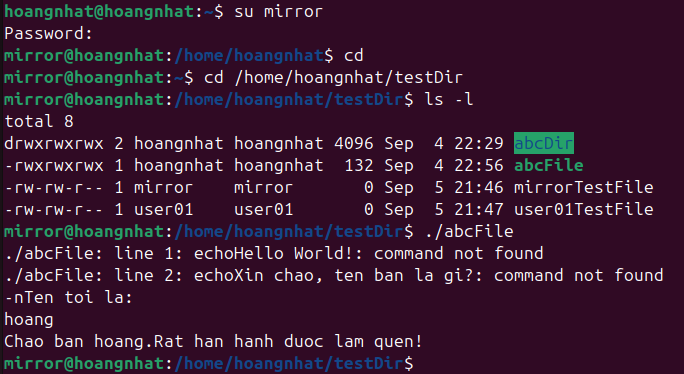 hoangnhat@hoangnhat:~$ su mirror
Password:
mirror@hoangnhat:/home/hoangnhat$ cd
mirror@hoangnhat:~$ cd /home/hoangnhat/testDir
mirror@hoangnhat:/home/hoangnhat/testDir$ ls -l
total 8
drwxrwxrwx 2 hoangnhat hoangnhat 4096 Sep  4 22:29 abcDir
-rwxrwxrwx 1 hoangnhat hoangnhat  132 Sep  4 22:56 abcFile
-rw-rw-r-- 1 mirror    mirror       0 Sep  5 21:46 mirrorTestFile
-rw-rw-r-- 1 user01    user01       0 Sep  5 21:47 user01TestFile
mirror@hoangnhat:/home/hoangnhat/testDir$ ./abcFile
./abcFile: line 1: echoHello World!: command not found
./abcFile: line 2: echoXin chao, ten ban la gi?: command not found
-nTen toi la:
hoang
Chao ban hoang.Rat han hanh duoc lam quen!
mirror@hoangnhat:/home/hoangnhat/testDir$